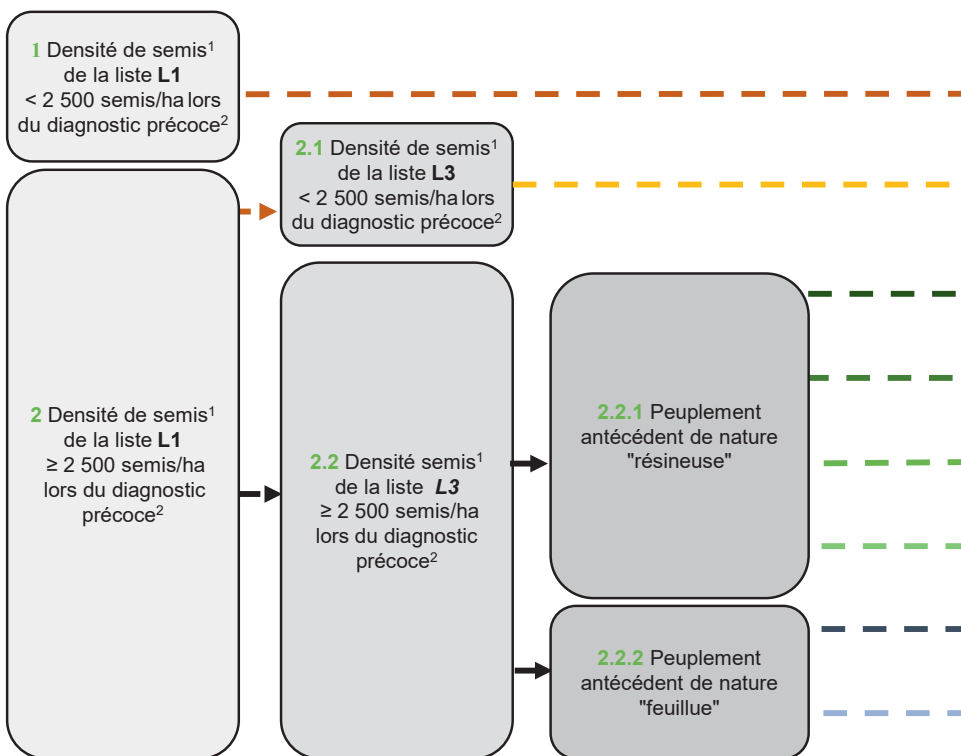 1 Densité de semis¹
de la liste L1
< 2 500 semis/ha lors
du diagnostic précoce²
2.1 Densité de semis¹
de la liste L3
< 2 500 semis/ha lors
du diagnostic précoce²
2 Densité de semis¹
de la liste L1
≥ 2 500 semis/ha
lors du diagnostic
précoce²
2.2 Densité semis¹
de la liste L3
≥ 2 500 semis/ha
lors du diagnostic
précoce²
2.2.1 Peuplement
antécédent de nature
"résineuse"
2.2.2 Peuplement
antécédent de nature
"feuillue"